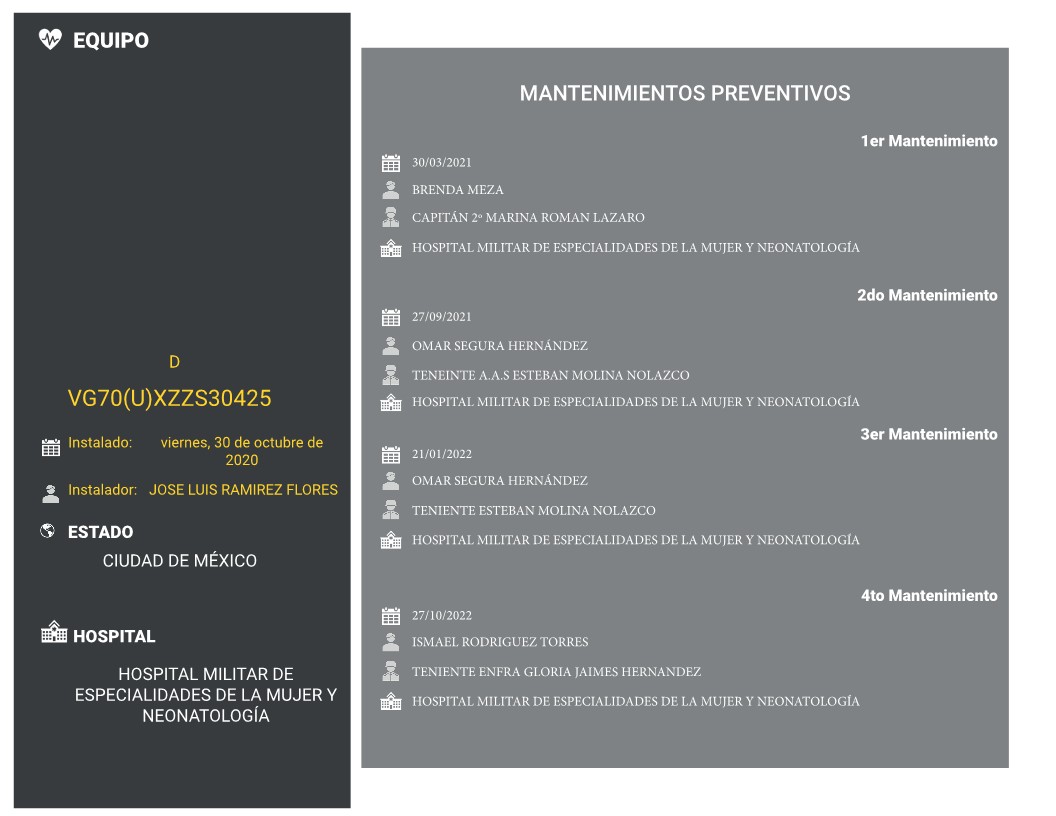 EQUIPO
D
VG70(U)XZZS30425
Instalado: viernes, 30 de octubre de
2020
Instalador: JOSE LUIS RAMIREZ FLORES
ESTADO
CIUDAD DE MÉXICO
HOSPITAL
HOSPITAL MILITAR DE
ESPECIALIDADES DE LA MUJER Y
NEONATOLOGÍA
MANTENIMIENTOS PREVENTIVOS
1er Mantenimiento
30/03/2021
BRENDA MEZA
CAPITÁN 2º MARINA ROMAN LAZARO
HOSPITAL MILITAR DE ESPECIALIDADES DE LA MUJER Y NEONATOLOGÍA
2do Mantenimiento
27/09/2021
OMAR SEGURA HERNÁNDEZ
TENEINTE A.A.S ESTEBAN MOLINA NOLAZCO
HOSPITAL MILITAR DE ESPECIALIDADES DE LA MUJER Y NEONATOLOGÍA
3er Mantenimiento
21/01/2022
OMAR SEGURA HERNÁNDEZ
TENIENTE ESTEBAN MOLINA NOLAZCO
HOSPITAL MILITAR DE ESPECIALIDADES DE LA MUJER Y NEONATOLOGÍA
4to Mantenimiento
27/10/2022
ISMAEL RODRIGUEZ TORRES
TENIENTE ENFRA GLORIA JAIMES HERNANDEZ
HOSPITAL MILITAR DE ESPECIALIDADES DE LA MUJER Y NEONATOLOGÍA